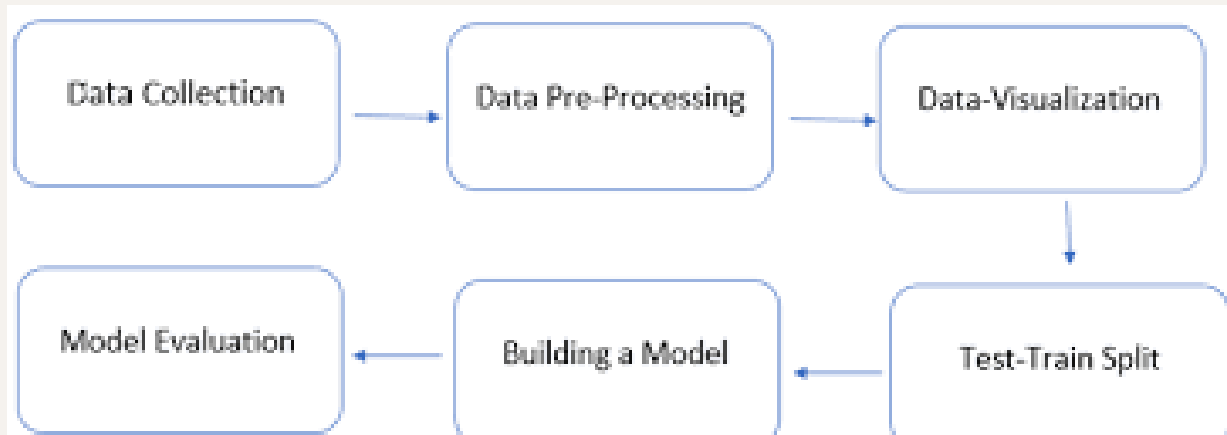 Data Collection
Data Pre-Processing
Data-Visualization
Test-Train Split
Building a Model
Model Evaluation